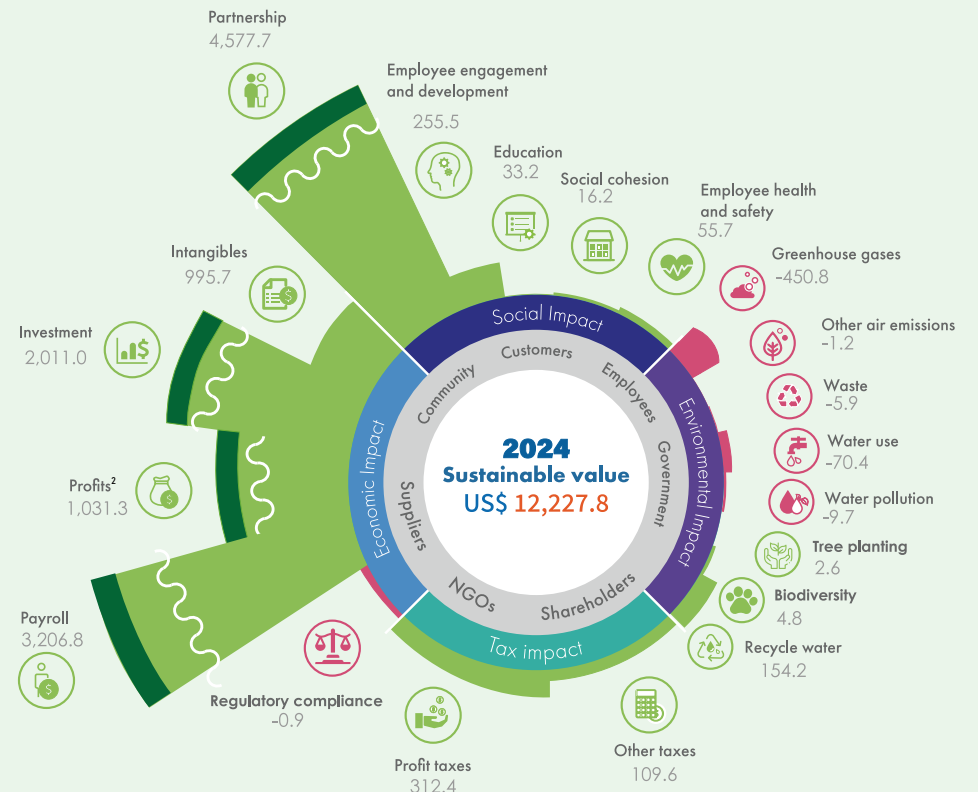 Partnership
4,577.7
Employee engagement
and development
255.5
Education
33.2
Social cohesion
16.2
Employee health
and safety
55.7
Greenhouse gases
-450.8
Other air emissions
-1.2
Waste
-5.9
Water use
-70.4
Water pollution
-9.7
Tree planting
2.6
Biodiversity
4.8
Recycle water
154.2
Other taxes
109.6
Profit taxes
312.4
Regulatory compliance
-0.9
Payroll
3,206.8
Profits²
1,031.3
Investment
2,011.0
Intangibles
995.7
Social Impact
Environmental Impact
Tax impact
Economic Impact
Customers
Employees
Government
Shareholders
NGOs
Suppliers
Community
2024
Sustainable value
US$ 12,227.8